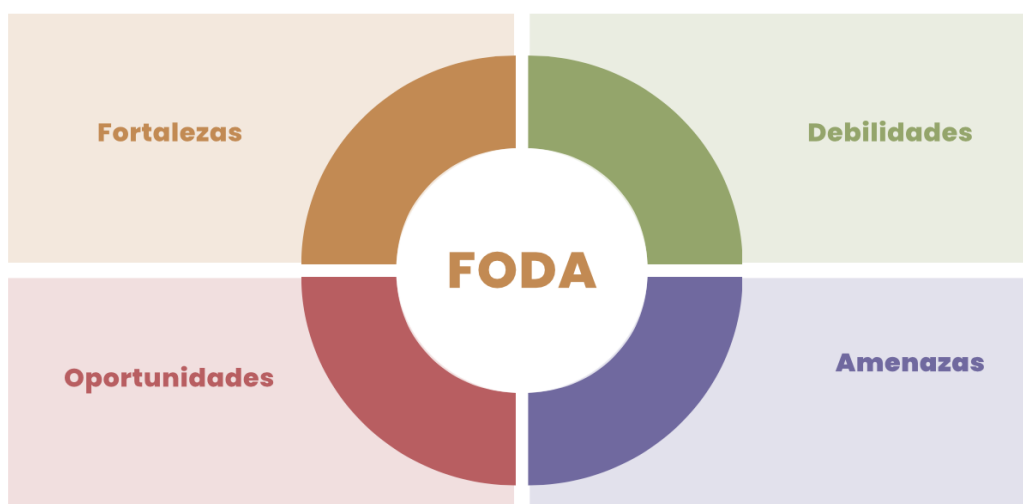 Fortalezas
Debilidades
FODA
Oportunidades
Amenazas